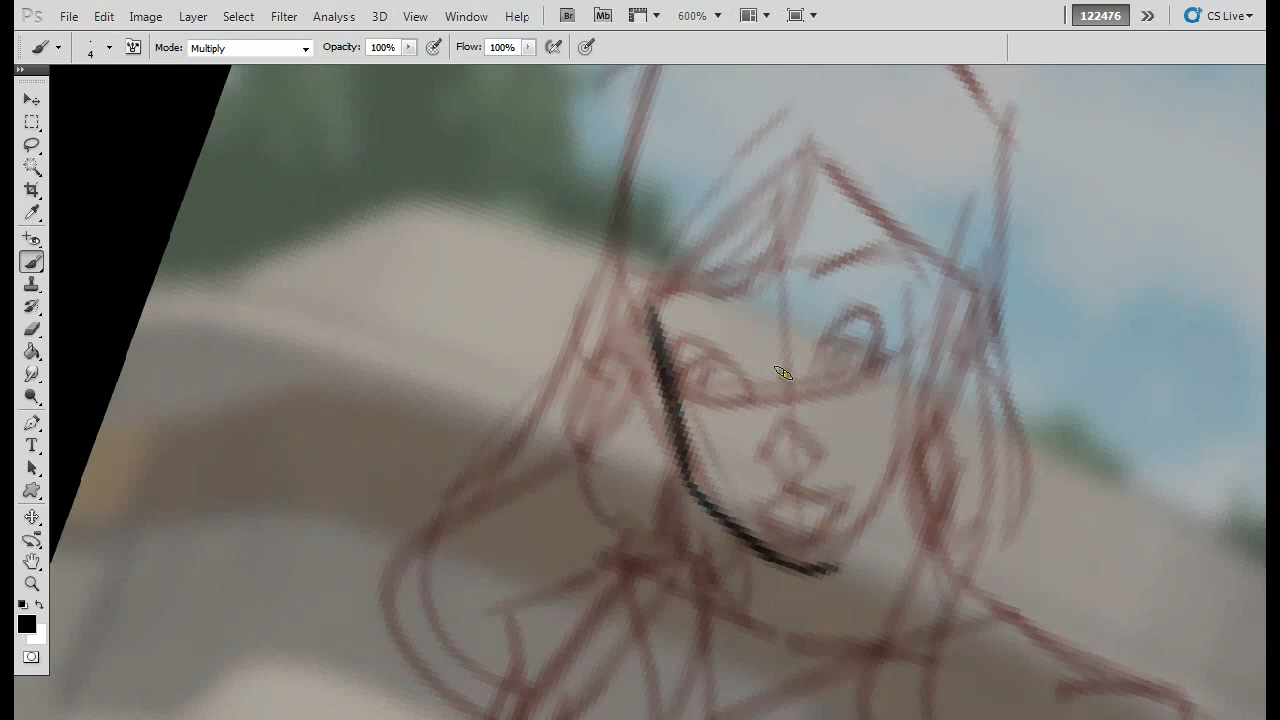 Ps File Edit Image Layer Select Filter Analysis 3D View Window Help Br Mb 600% 122476 CS Live
4 Mode: Multiply Opacity: 100% Flow: 100%
T